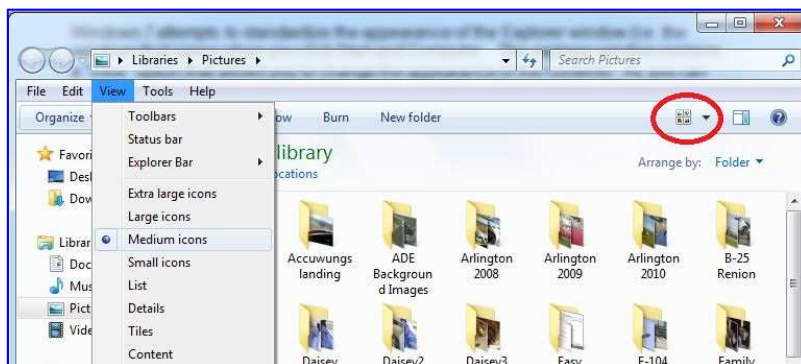 Libraries ▸ Pictures ▸
Search Pictures
File Edit View Tools Help
Organize ow Burn New folder
Toolbars
Status bar
Explorer Bar
Extra large icons
Large icons
Medium icons
Small icons
List
Details
Tiles
Content
Favori
Desl
Dow
Librar
Doc
Mus
Pict
Vide
library
ocations
Arrange by: Folder
Accuwungs
landing
ADE
Backgroun
d Images
Arlington
2008
Arlington
2009
Arlington
2010
B-25
Renion
Daisey
Daisey2
Daisey3
Easy
F-104
Family